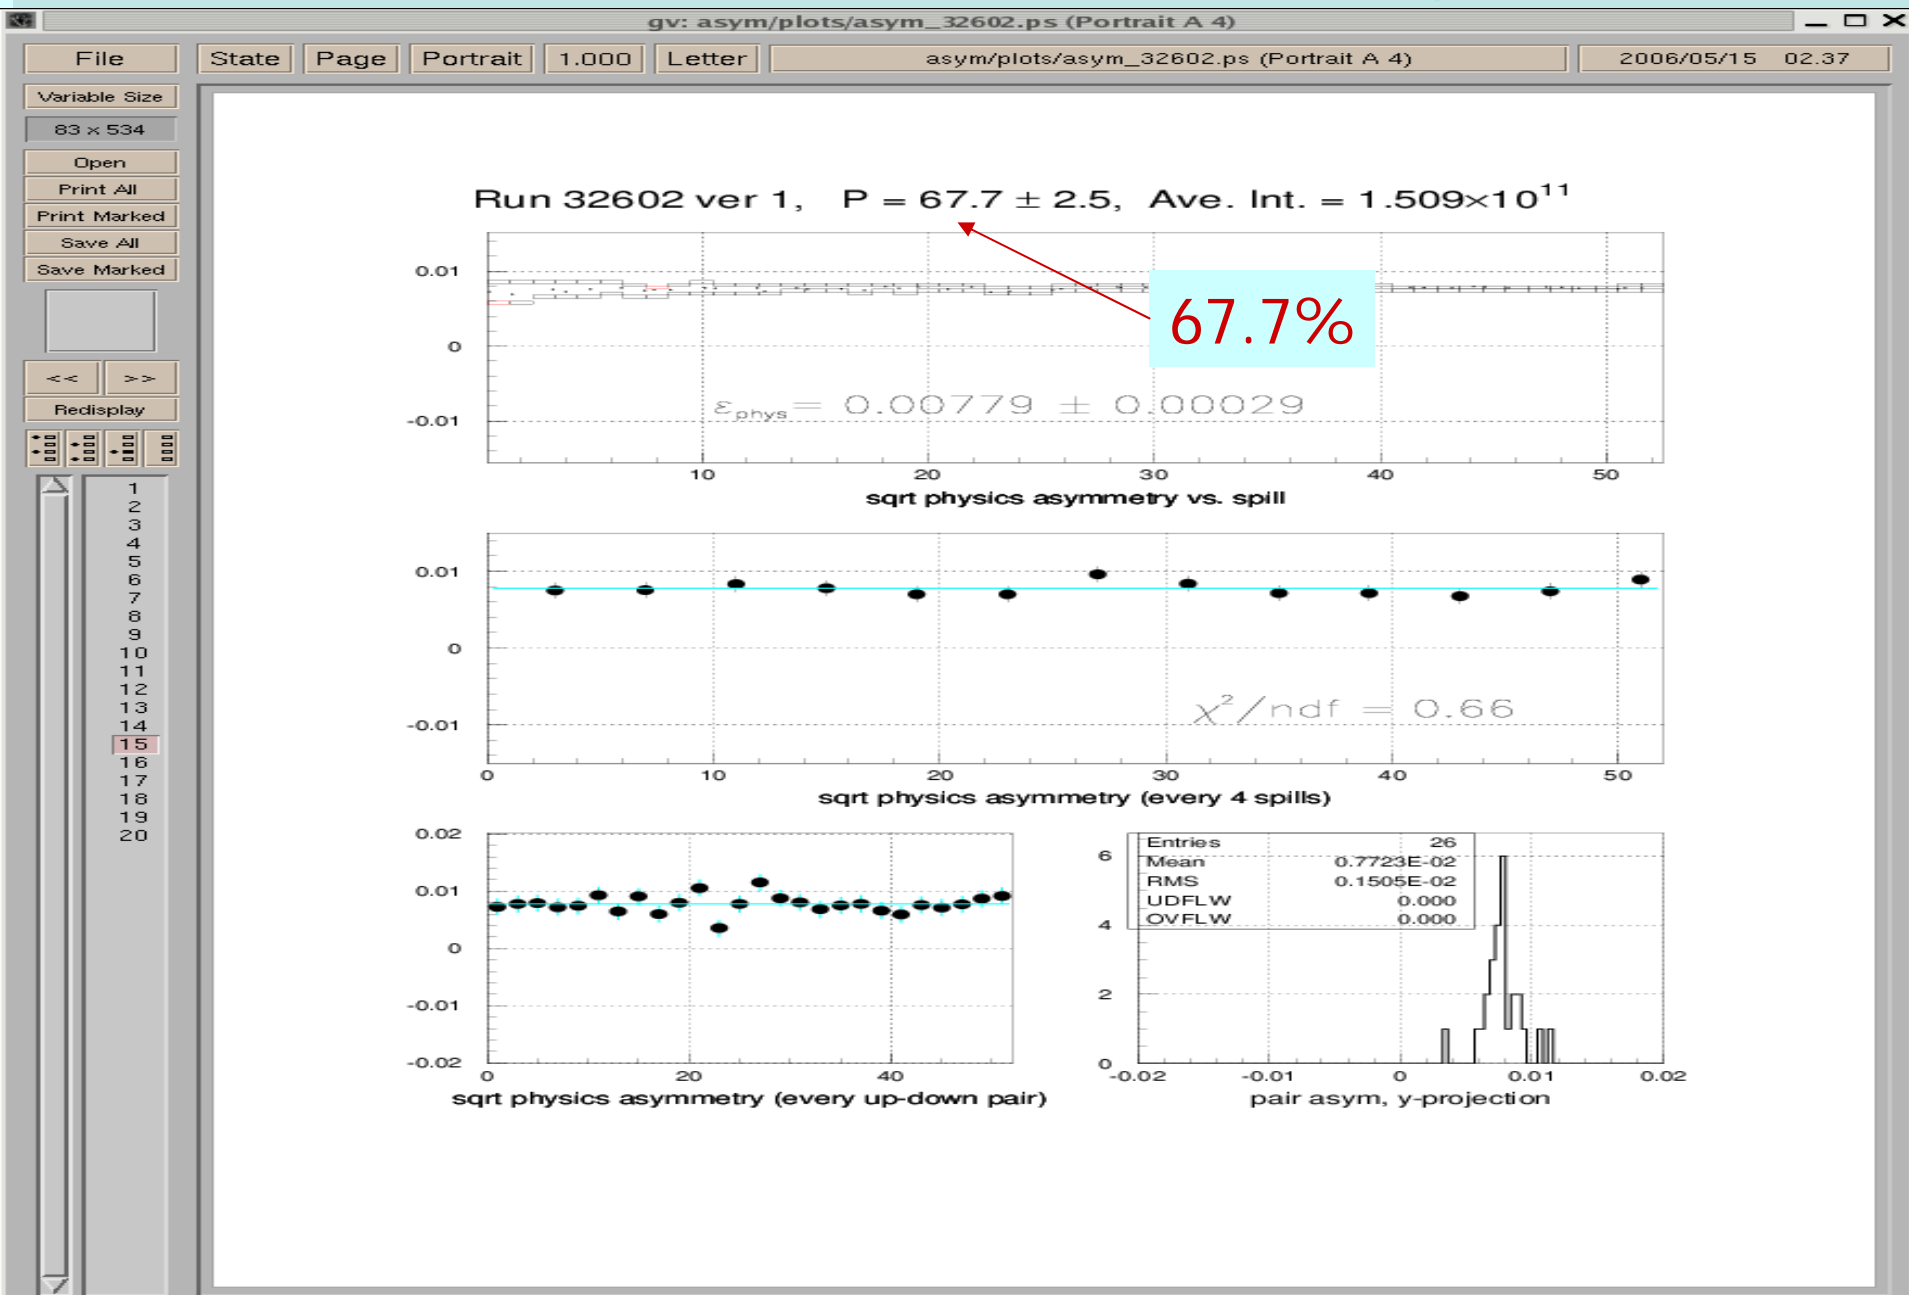 gv: asym/plots/asym_32602.ps (Portrait A 4)
File State Page Portrait 1.000 Letter asym/plots/asym_32602.ps (Portrait A 4) 2006/05/15 02.37
Variable Size
83 x 534
Open
Print All
Print Marked
Save All
Save Marked
<< >>
Redisplay
1
2
3
4
5
6
7
8
9
10
11
12
13
14
15
16
17
18
19
20
Run 32602 ver 1, P = 67.7 ± 2.5, Ave. Int. = 1.509×10¹¹
67.7%
0.01
0
-0.01
εphys= 0.00779 ± 0.00029
10 20 30 40 50
sqrt physics asymmetry vs. spill
0.01
0
-0.01
χ²/ndf = 0.66
0 10 20 30 40 50
sqrt physics asymmetry (every 4 spills)
0.02
0.01
0
-0.01
-0.02
0 20 40
sqrt physics asymmetry (every up-down pair)
Entries 26
Mean 0.7723E-02
RMS 0.1505E-02
UDFLW 0.000
OVFLW 0.000
6
4
2
0
-0.02 -0.01 0 0.01 0.02
pair asym, y-projection